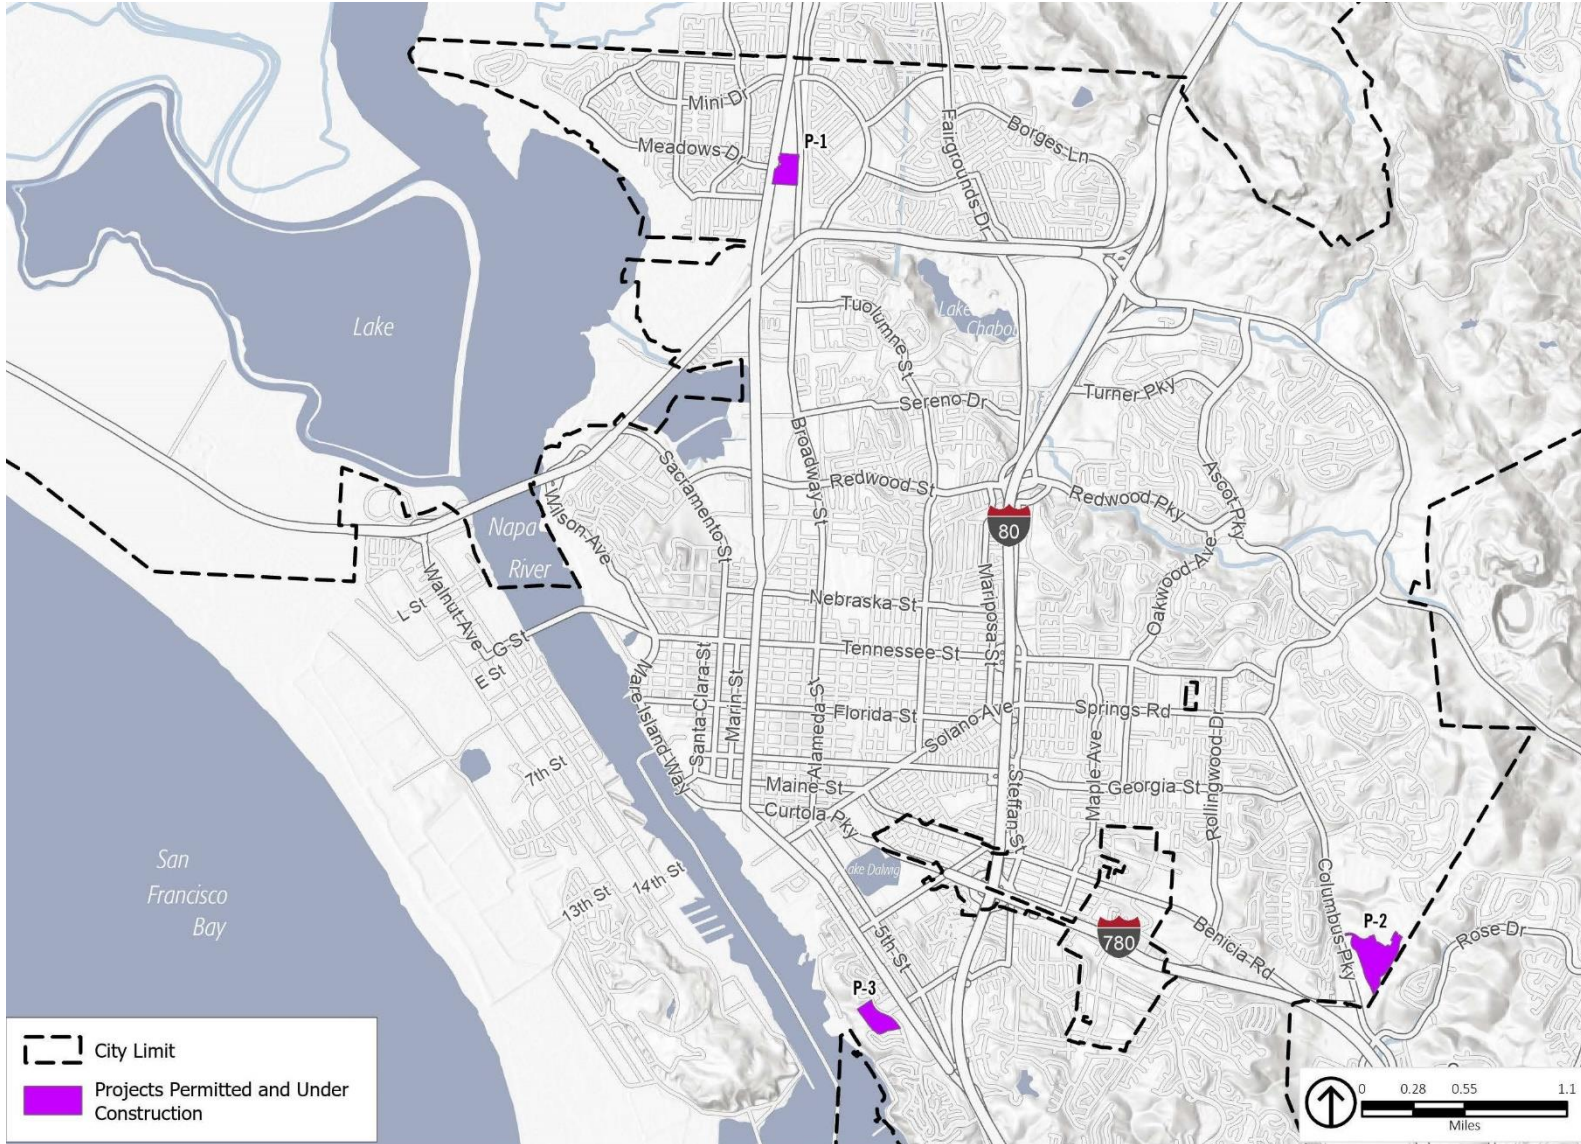 Mini Dr
Meadows Dr
P-1
Fairgrounds Dr
Borges Ln
Lake
Lake
Chabot
Tuolumne St
Turner Pky
Sereno Dr
Broadway St
Sacramento St
Redwood St
Redwood Pky
Ascot Pky
80
Napa
River
Wilson Ave
Walnut Ave
L St
G St
E St
Nebraska St
Mariposa St
Oakwood Ave
Tennessee St
Mare Island Way
Santa Clara St
Marin St
Alameda St
Florida St
Solano Ave
Springs Rd
Rollingwood Dr
7th St
Maine St
Curtola Pky
Steffan St
Maple Ave
Georgia St
San
Francisco
Bay
14th St
13th St
ake Dalwig
5th St
Columbus Pky
780
Benicia Rd
P-2
Rose Dr
P-3
City Limit
Projects Permitted and Under
Construction
0 0.28 0.55 1.1
Miles